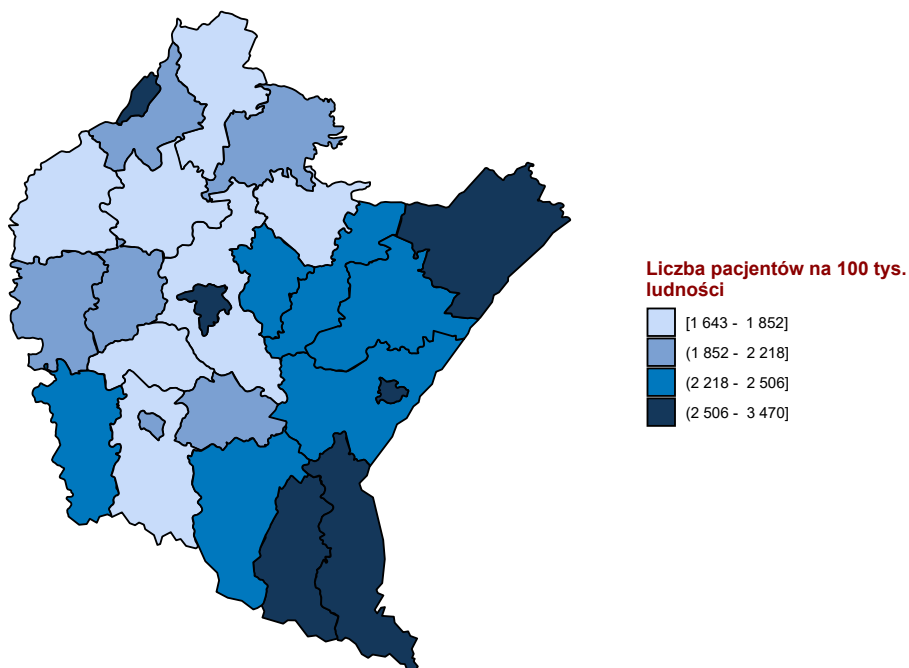 Liczba pacjentów na 100 tys.
ludności
[1 643 - 1 852]
(1 852 - 2 218]
(2 218 - 2 506]
(2 506 - 3 470]